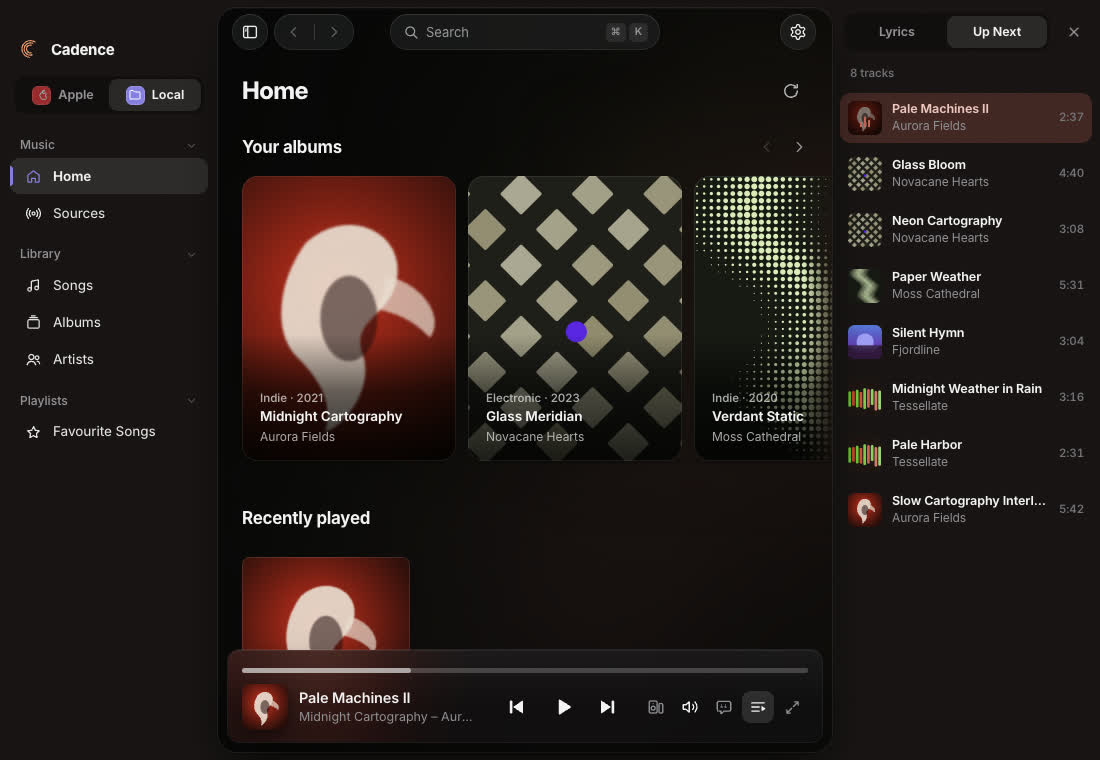 Cadence
Apple
Local
Music
Home
Sources
Library
Songs
Albums
Artists
Playlists
Favourite Songs
Search
⌘ K
Home
Your albums
Indie · 2021
Midnight Cartography
Aurora Fields
Electronic · 2023
Glass Meridian
Novacane Hearts
Indie · 2020
Verdant Static
Moss Cathedral
Recently played
Pale Machines II
Midnight Cartography – Aur...
Lyrics
Up Next
8 tracks
Pale Machines II
Aurora Fields
2:37
Glass Bloom
Novacane Hearts
4:40
Neon Cartography
Novacane Hearts
3:08
Paper Weather
Moss Cathedral
5:31
Silent Hymn
Fjordline
3:04
Midnight Weather in Rain
Tessellate
3:16
Pale Harbor
Tessellate
2:31
Slow Cartography Interl...
Aurora Fields
5:42